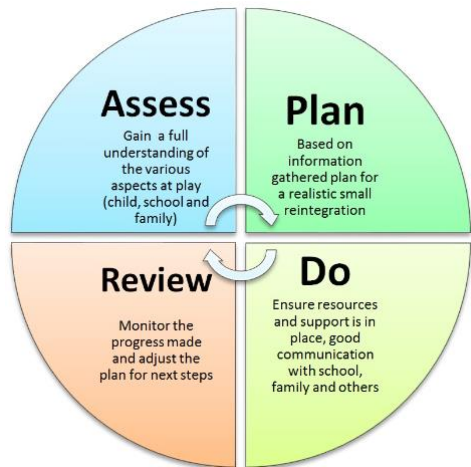 Assess
Gain a full
understanding of
the various
aspects at play
(child, school and
family)
Plan
Based on
information
gathered plan for
a realistic small
reintegration
Do
Ensure resources
and support is in
place, good
communication
with school,
family and others
Review
Monitor the
progress made
and adjust the
plan for next steps